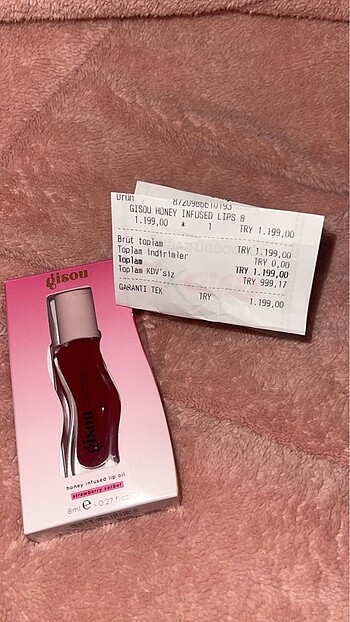 Ürün
8720986610193
GISOU HONEY INFUSED LIPS 8
1.199,00 * 1 TRY 1.199,00
Brüt toplam TRY 1.199,00
Toplam indirimler TRY 0,00
Toplam TRY 1.199,00
Toplam KDV'siz TRY 999,17
GARANTI TEK TRY 1.199,00
gisou
gisou
honey infused lip oil
strawberry sorbet
8ml e - 0.27 fl.oz